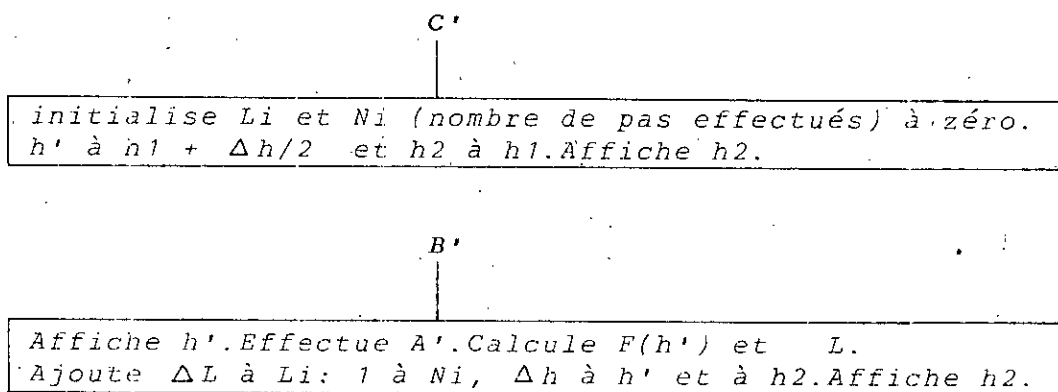 C'
initialise Li et Ni (nombre de pas effectués) à zéro.
h' à h1 + Δh/2 et h2 à h1.Affiche h2.
B'
Affiche h'.Effectue A'.Calcule F(h') et L.
Ajoute ΔL à Li: 1 à Ni, Δh à h' et à h2.Affiche h2.